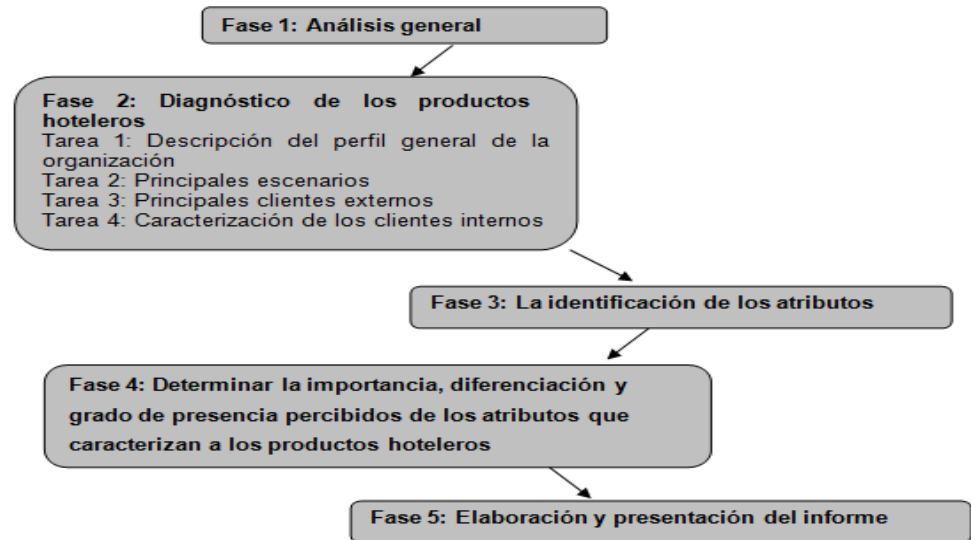 Fase 1: Análisis general
Fase 2: Diagnóstico de los productos
hoteleros
Tarea 1: Descripción del perfil general de la
organización
Tarea 2: Principales escenarios
Tarea 3: Principales clientes externos
Tarea 4: Caracterización de los clientes internos
Fase 3: La identificación de los atributos
Fase 4: Determinar la importancia, diferenciación y
grado de presencia percibidos de los atributos que
caracterizan a los productos hoteleros
Fase 5: Elaboración y presentación del informe